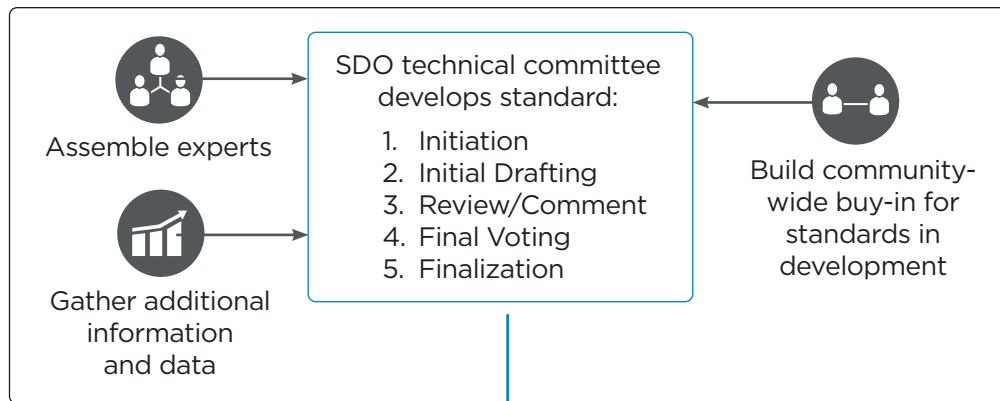 Assemble experts
Gather additional
information
and data
SDO technical committee
develops standard:
1. Initiation
2. Initial Drafting
3. Review/Comment
4. Final Voting
5. Finalization
Build community-
wide buy-in for
standards in
development